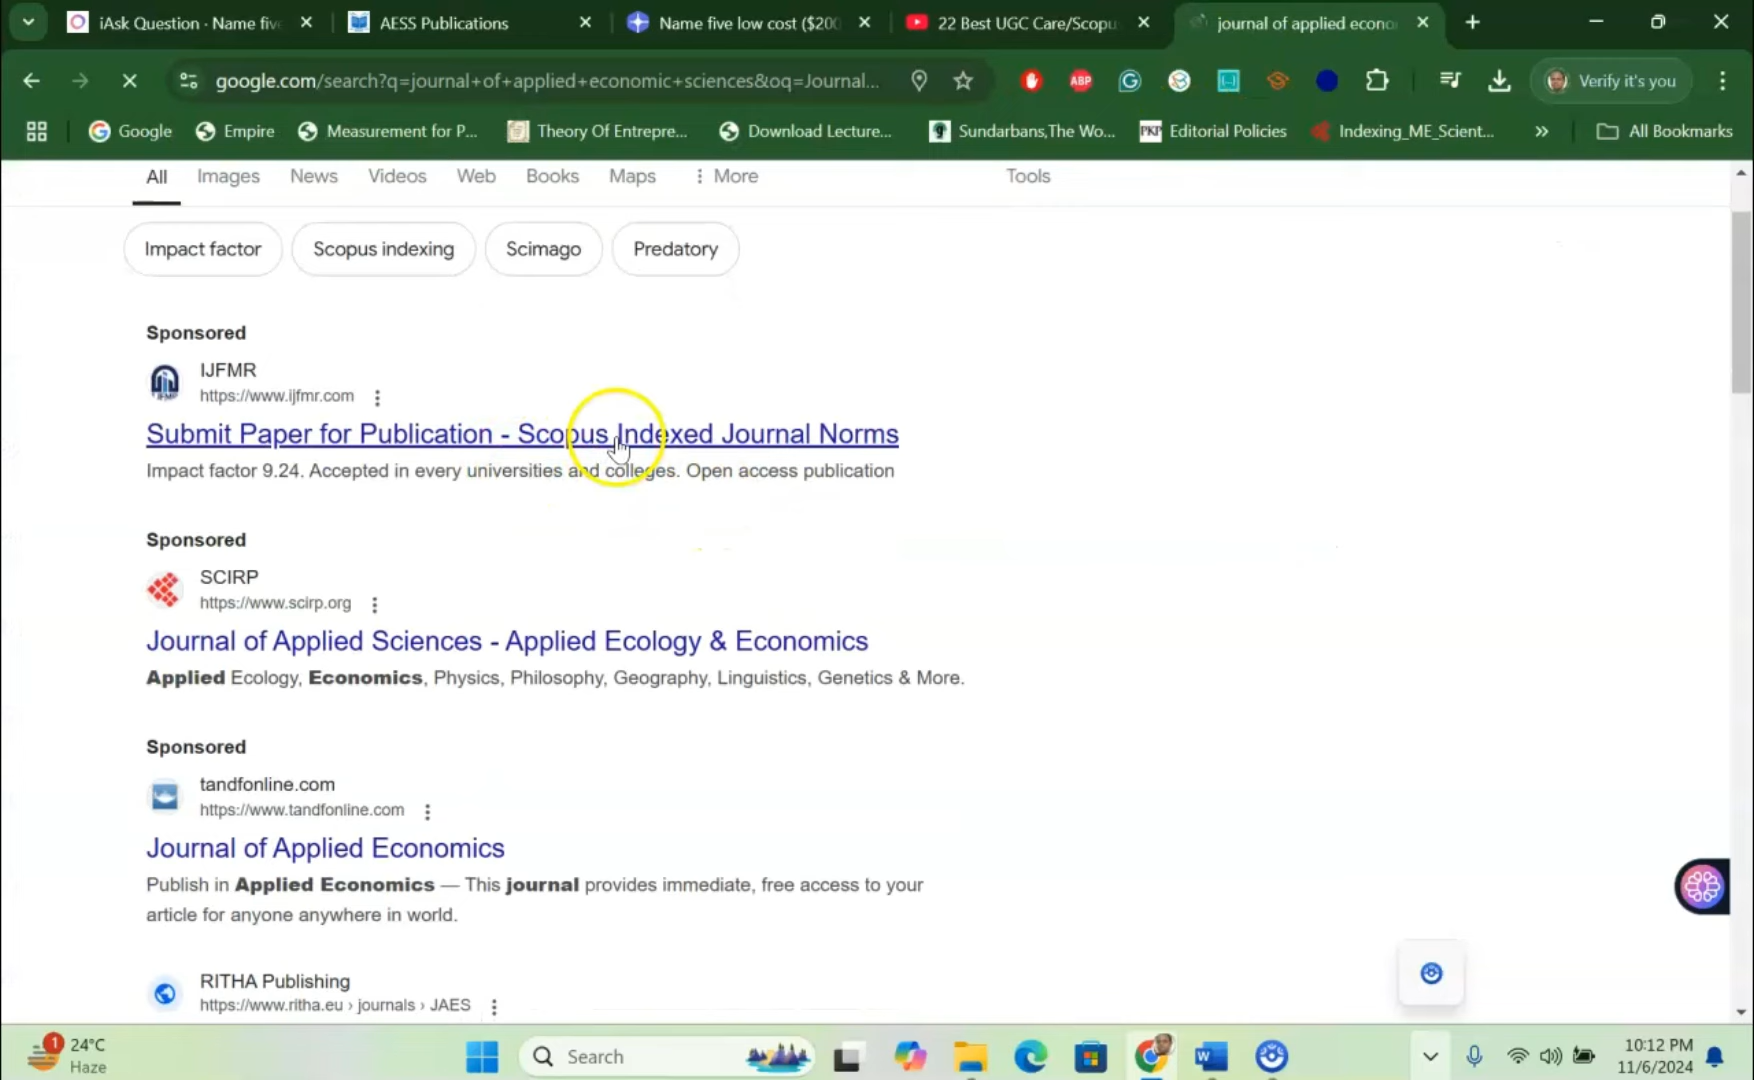 iAsk Question · Name five
AESS Publications
Name five low cost ($200
22 Best UGC Care/Scopu
journal of applied econo
google.com/search?q=journal+of+applied+economic+sciences&oq=Journal...
ABP
Verify it's you
Google
Empire
Measurement for P...
Theory Of Entrepre...
Download Lecture...
Sundarbans,The Wo...
PKP
Editorial Policies
Indexing_ME_Scient...
»
All Bookmarks
All
Images
News
Videos
Web
Books
Maps
More
Tools
Impact factor
Scopus indexing
Scimago
Predatory
Sponsored
IJFMR
https://www.ijfmr.com
Submit Paper for Publication - Scopus Indexed Journal Norms
Impact factor 9.24. Accepted in every universities and colleges. Open access publication
Sponsored
SCIRP
https://www.scirp.org
Journal of Applied Sciences - Applied Ecology & Economics
Applied Ecology, Economics, Physics, Philosophy, Geography, Linguistics, Genetics & More.
Sponsored
tandfonline.com
https://www.tandfonline.com
Journal of Applied Economics
Publish in Applied Economics — This journal provides immediate, free access to your
article for anyone anywhere in world.
RITHA Publishing
https://www.ritha.eu › journals › JAES
1
24°C
Haze
Search
W
10:12 PM
11/6/2024